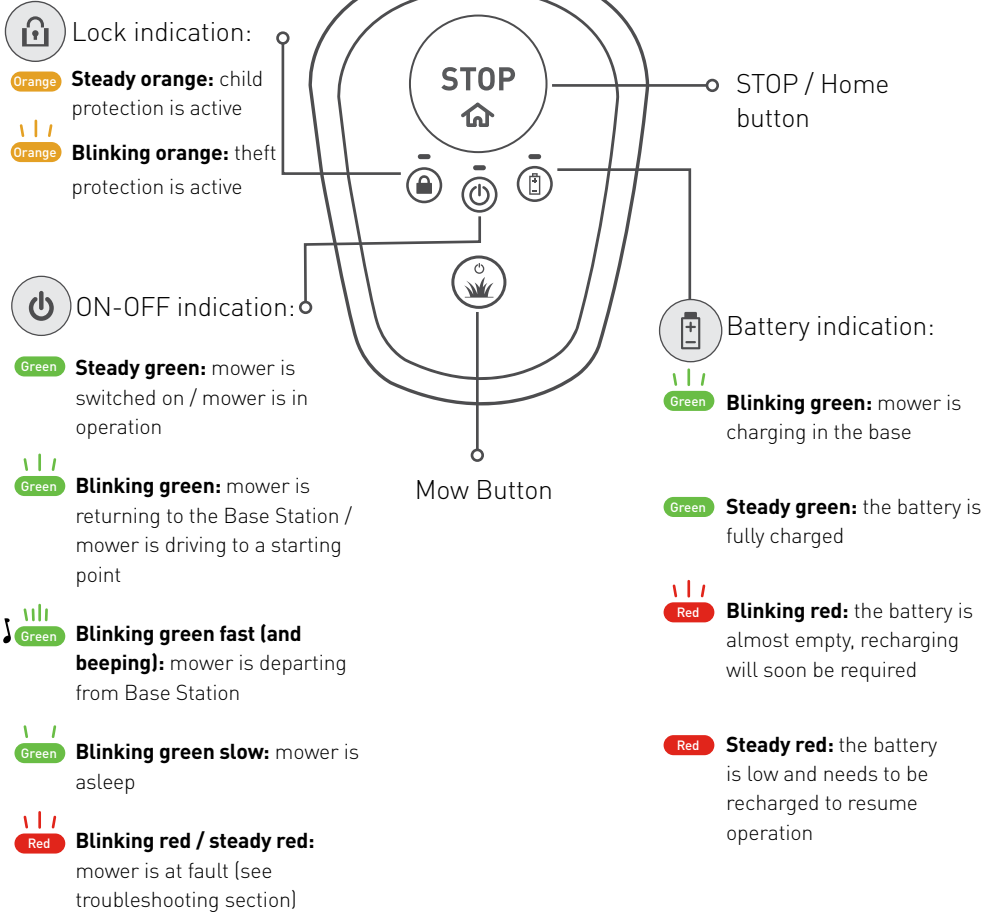 Lock indication:
Orange
Steady orange: child
protection is active
Orange
Blinking orange: theft
protection is active
STOP
STOP / Home
button
ON-OFF indication:
Green
Steady green: mower is
switched on / mower is in
operation
Green
Blinking green: mower is
returning to the Base Station /
mower is driving to a starting
point
Green
Blinking green fast (and
beeping): mower is departing
from Base Station
Green
Blinking green slow: mower is
asleep
Red
Blinking red / steady red:
mower is at fault (see
troubleshooting section)
Mow Button
Battery indication:
Green
Blinking green: mower is
charging in the base
Green
Steady green: the battery is
fully charged
Red
Blinking red: the battery is
almost empty, recharging
will soon be required
Red
Steady red: the battery
is low and needs to be
recharged to resume
operation